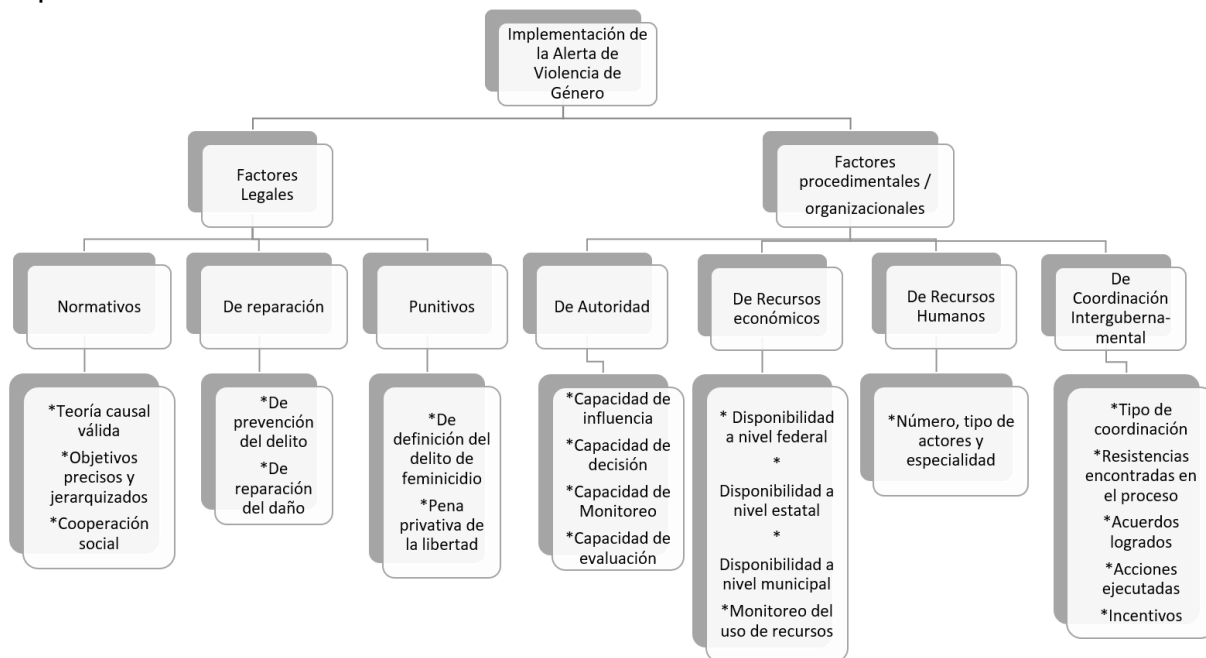 Implementación de
la Alerta de
Violencia de
Género
Factores
Legales
Factores
procedimentales /
organizacionales
Normativos
De reparación
Punitivos
De Autoridad
De Recursos
económicos
De Recursos
Humanos
De
Coordinación
Interguberna-
mental
*Teoría causal
válida
*Objetivos
precisos y
jerarquizados
*Cooperación
social
*De
prevención
del delito
*De
reparación
del daño
*De
definición del
delito de
feminicidio
*Pena
privativa de
la libertad
*Capacidad de
influencia
*Capacidad de
decisión
*Capacidad de
Monitoreo
*Capacidad de
evaluación
* Disponibilidad
a nivel federal
*
Disponibilidad a
nivel estatal
*
Disponibilidad a
nivel municipal
*Monitoreo del
uso de recursos
*Número, tipo de
actores y
especialidad
*Tipo de
coordinación
*Resistencias
encontradas en
el proceso
*Acuerdos
logrados
*Acciones
ejecutadas
*Incentivos